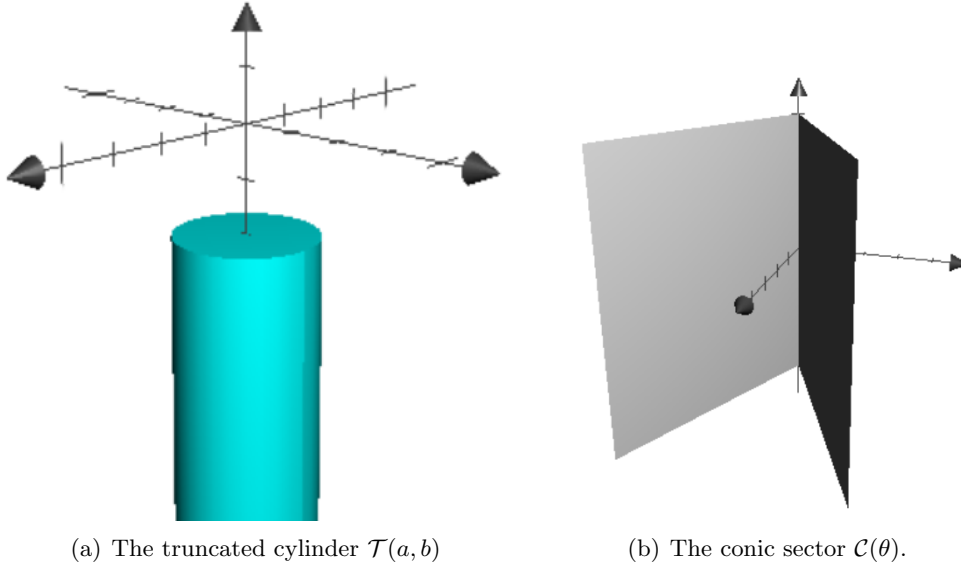 (a) The truncated cylinder 𝒯(a, b)
(b) The conic sector 𝒞(θ).